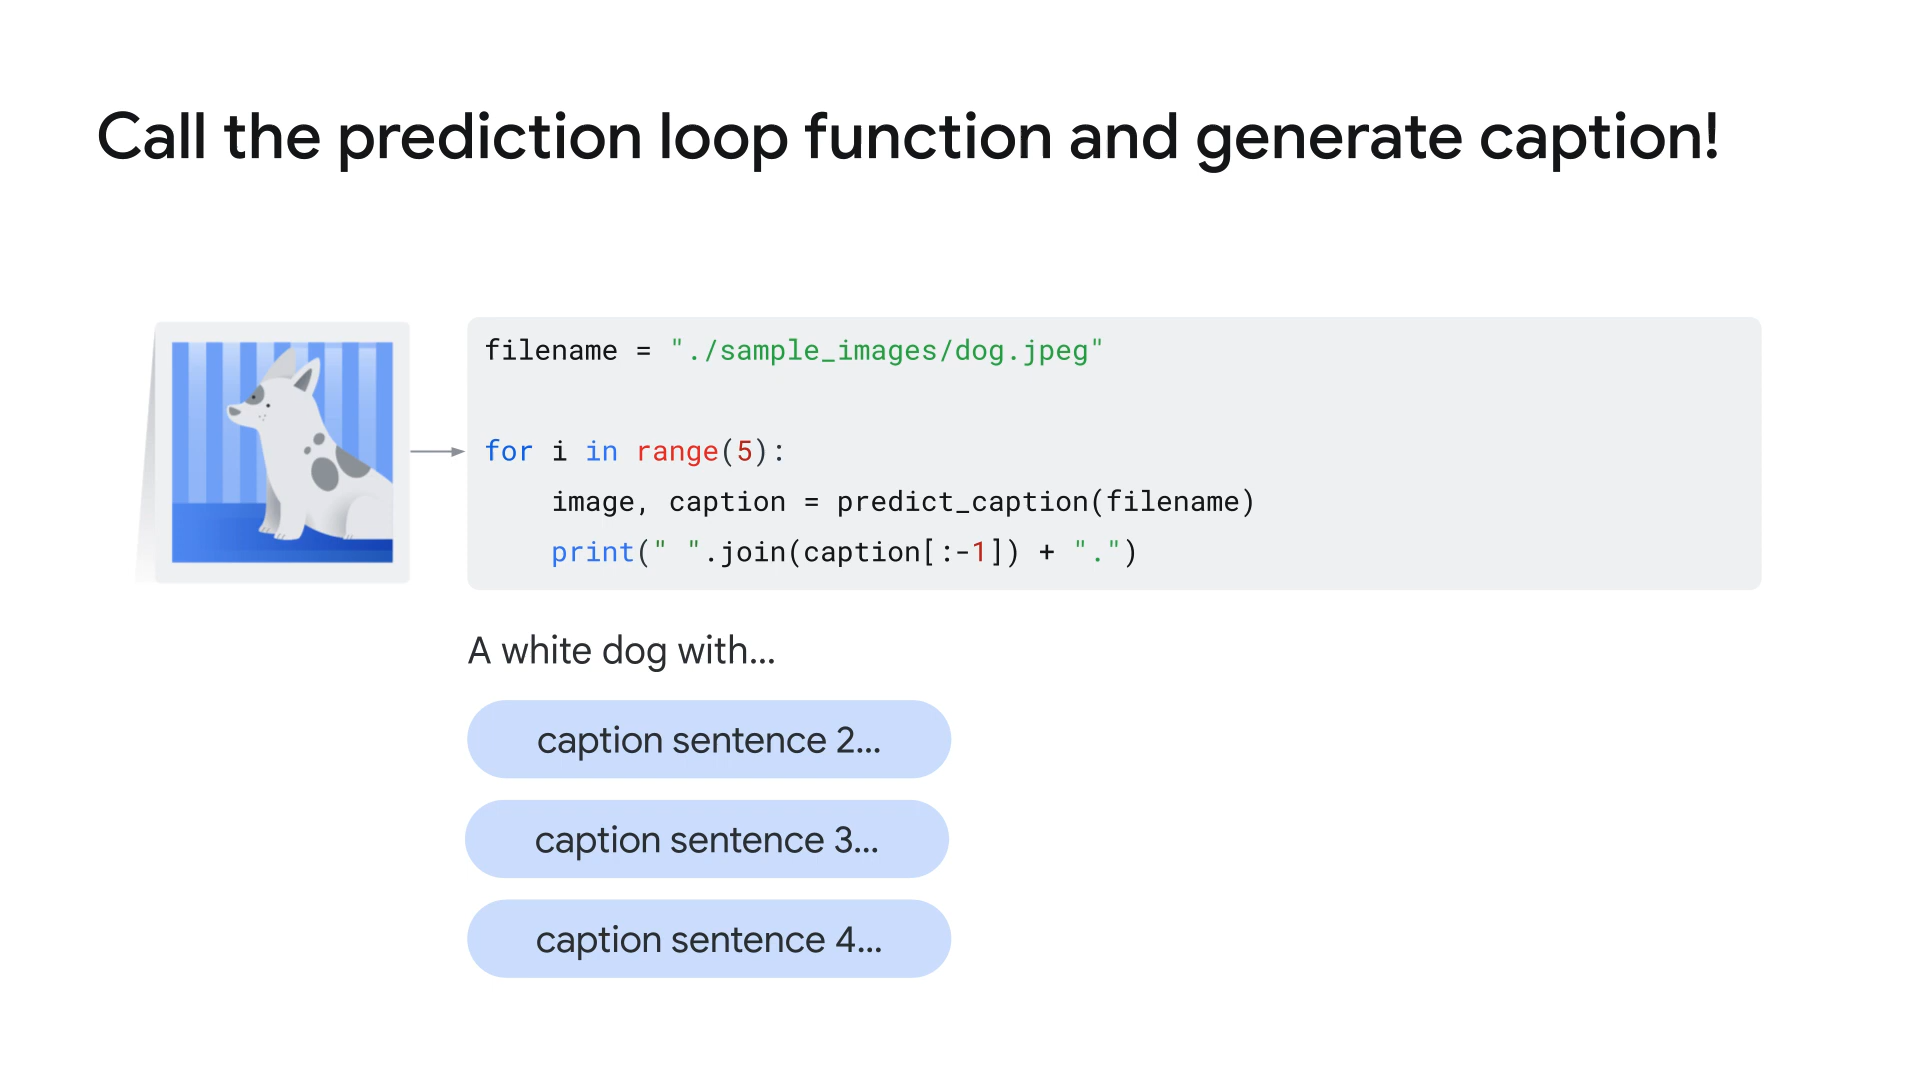 Call the prediction loop function and generate caption!
filename = "./sample_images/dog.jpeg"
for i in range(5):
    image, caption = predict_caption(filename)
    print(" ".join(caption[:-1]) + ".")
A white dog with...
caption sentence 2...
caption sentence 3...
caption sentence 4...